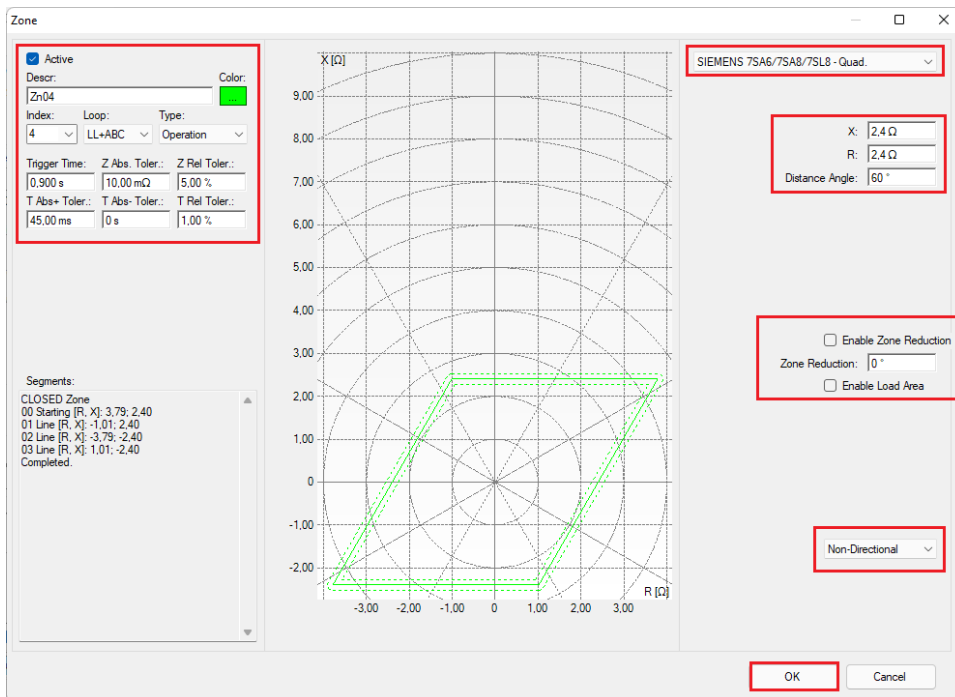 Zone
Active
Descr: Color:
Zn04 ...
Index: Loop: Type:
4 LL+ABC Operation
Trigger Time: Z Abs. Toler.: Z Rel Toler.:
0,900 s 10,00 mΩ 5,00 %
T Abs+ Toler.: T Abs- Toler.: T Rel Toler.:
45,00 ms 0 s 1,00 %
Segments:
CLOSED Zone
00 Starting [R, X]: 3,79; 2,40
01 Line [R, X]: -1,01; 2,40
02 Line [R, X]: -3,79; -2,40
03 Line [R, X]: 1,01; -2,40
Completed.
X [Ω]
9,00
8,00
7,00
6,00
5,00
4,00
3,00
2,00
1,00
0
-1,00
-2,00
R [Ω]
-3,00 -2,00 -1,00 0 1,00 2,00 3,00
SIEMENS 7SA6/7SA8/7SL8 - Quad.
X: 2,4 Ω
R: 2,4 Ω
Distance Angle: 60 °
Enable Zone Reduction
Zone Reduction: 0 °
Enable Load Area
Non-Directional
OK Cancel